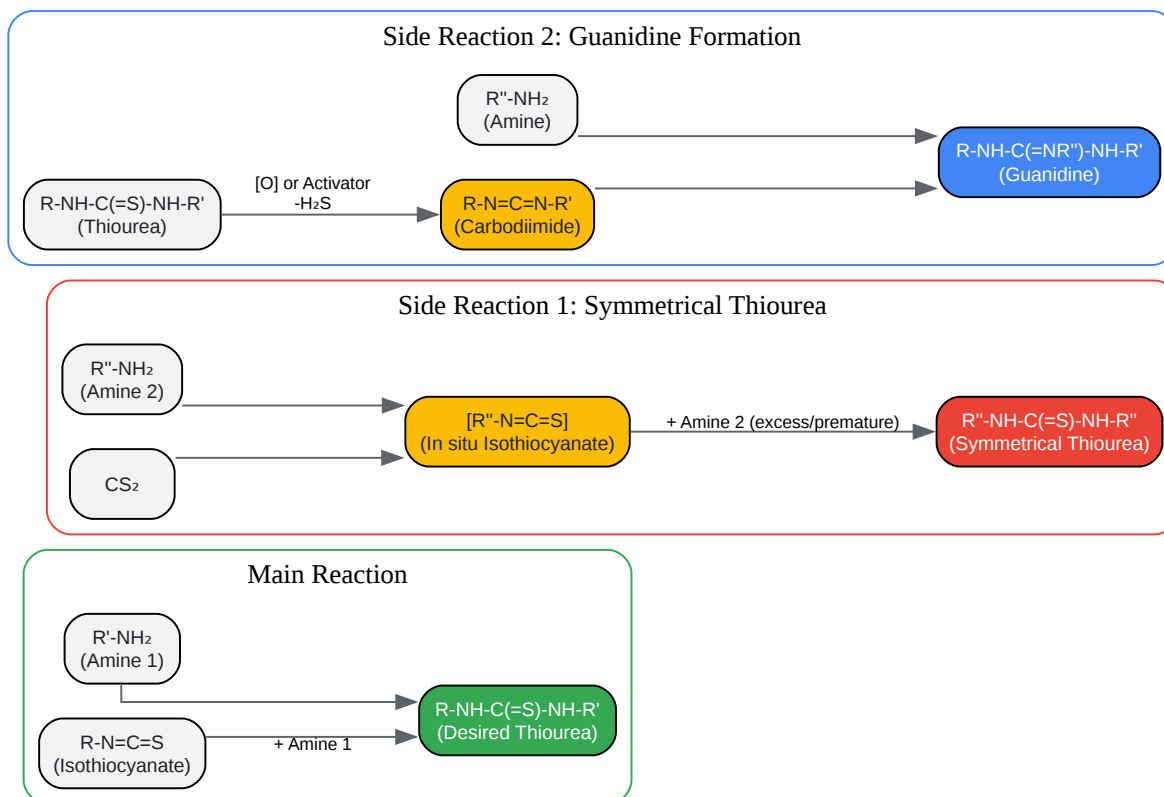 Side Reaction 2: Guanidine Formation
R''-NH₂
(Amine)
R-NH-C(=S)-NH-R'
(Thiourea)
[O] or Activator
-H₂S
R-N=C=N-R'
(Carbodiimide)
R-NH-C(=NR'')-NH-R'
(Guanidine)
Side Reaction 1: Symmetrical Thiourea
R''-NH₂
(Amine 2)
CS₂
[R''-N=C=S]
(In situ Isothiocyanate)
+ Amine 2 (excess/premature)
R''-NH-C(=S)-NH-R''
(Symmetrical Thiourea)
Main Reaction
R'-NH₂
(Amine 1)
R-N=C=S
(Isothiocyanate)
+ Amine 1
R-NH-C(=S)-NH-R'
(Desired Thiourea)